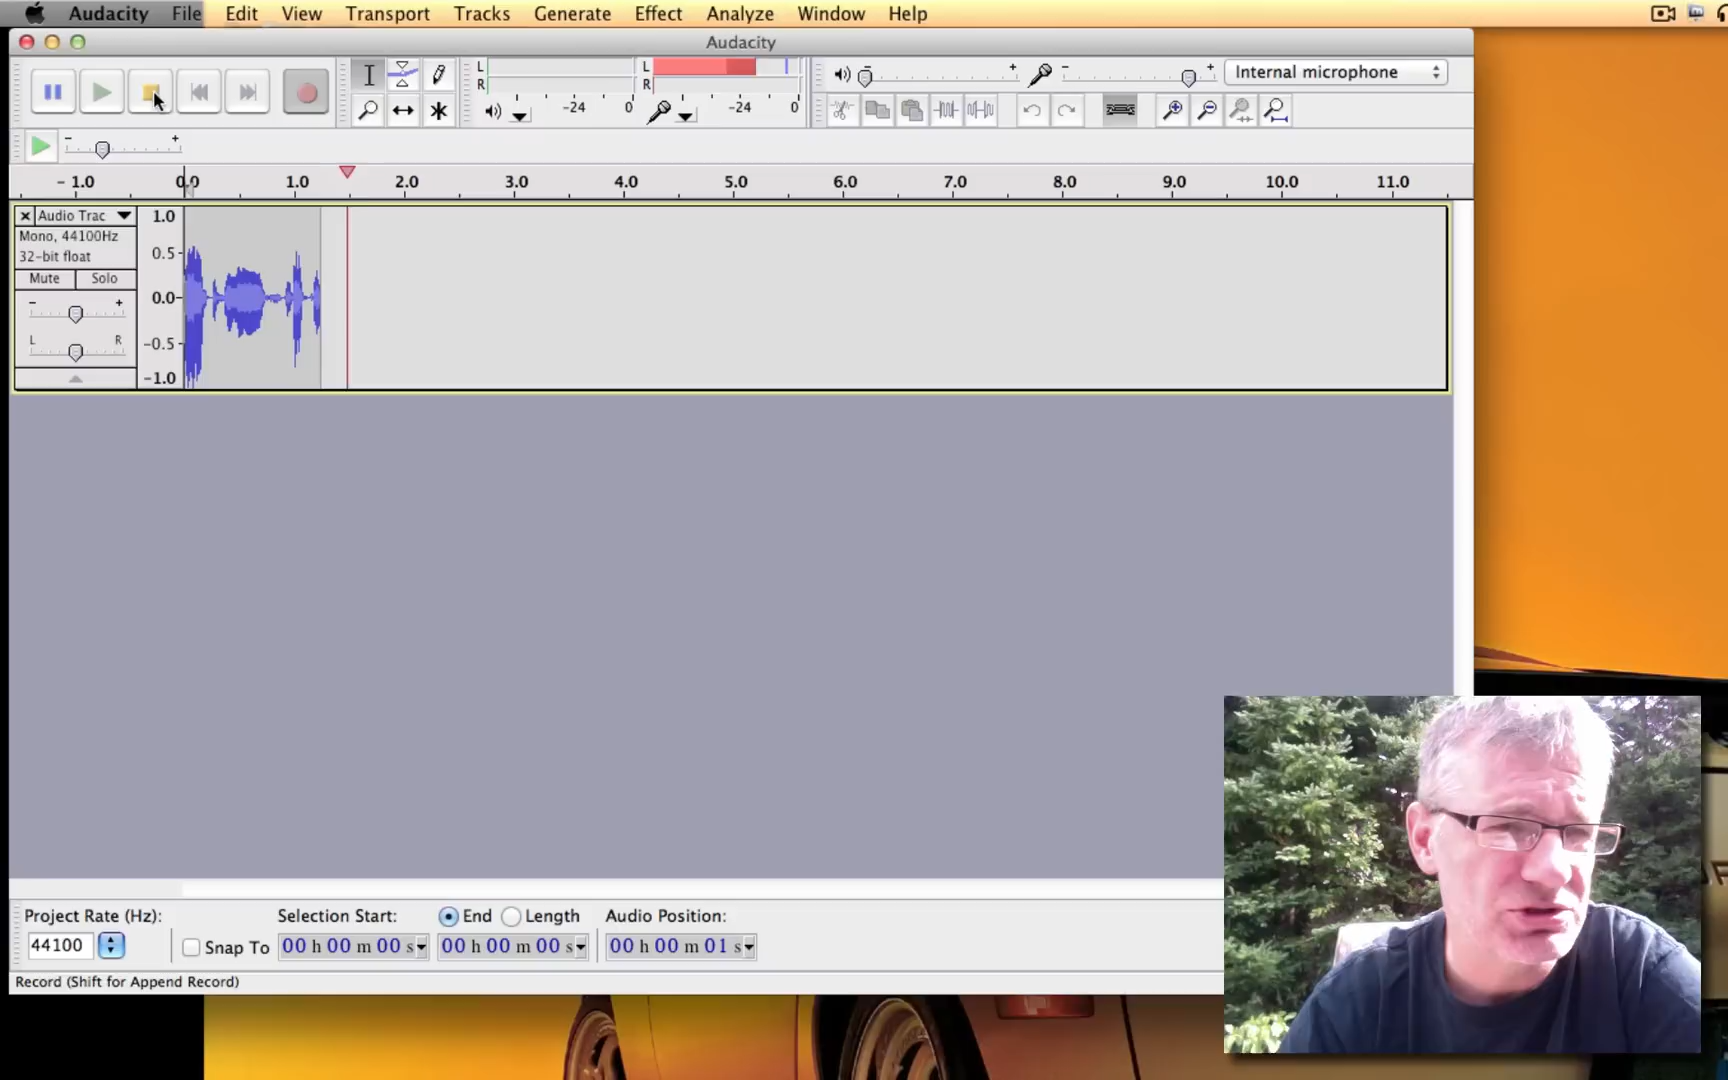 Audacity File Edit View Transport Tracks Generate Effect Analyze Window Help
Audacity
L
R
-24 0
L
R
-24 0
- +
- +
Internal microphone
- +
- 1.0 0.0 1.0 2.0 3.0 4.0 5.0 6.0 7.0 8.0 9.0 10.0 11.0
x Audio Trac
Mono, 44100Hz
32-bit float
Mute Solo
- +
L R
1.0
0.5-
0.0-
-0.5-
-1.0
Project Rate (Hz): Selection Start: End Length Audio Position:
44100 Snap To 00 h 00 m 00 s 00 h 00 m 00 s 00 h 00 m 01 s
Record (Shift for Append Record)